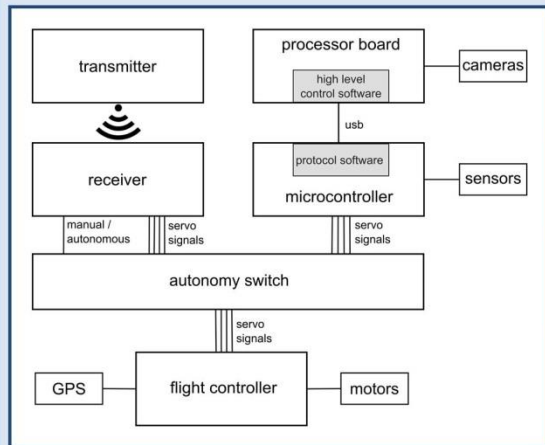 transmitter
processor board
high level
control software
cameras
usb
receiver
protocol software
microcontroller
sensors
manual /
autonomous
servo
signals
servo
signals
autonomy switch
servo
signals
GPS
flight controller
motors